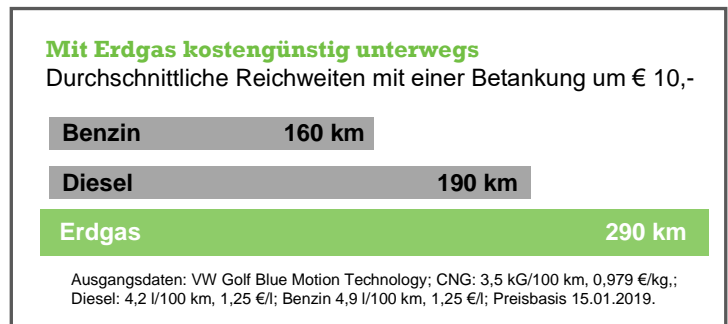 Mit Erdgas kostengünstig unterwegs
Durchschnittliche Reichweiten mit einer Betankung um € 10,-
Benzin 160 km
Diesel 190 km
Erdgas 290 km
Ausgangsdaten: VW Golf Blue Motion Technology; CNG: 3,5 kG/100 km, 0,979 €/kg,;
Diesel: 4,2 l/100 km, 1,25 €/l; Benzin 4,9 l/100 km, 1,25 €/l; Preisbasis 15.01.2019.